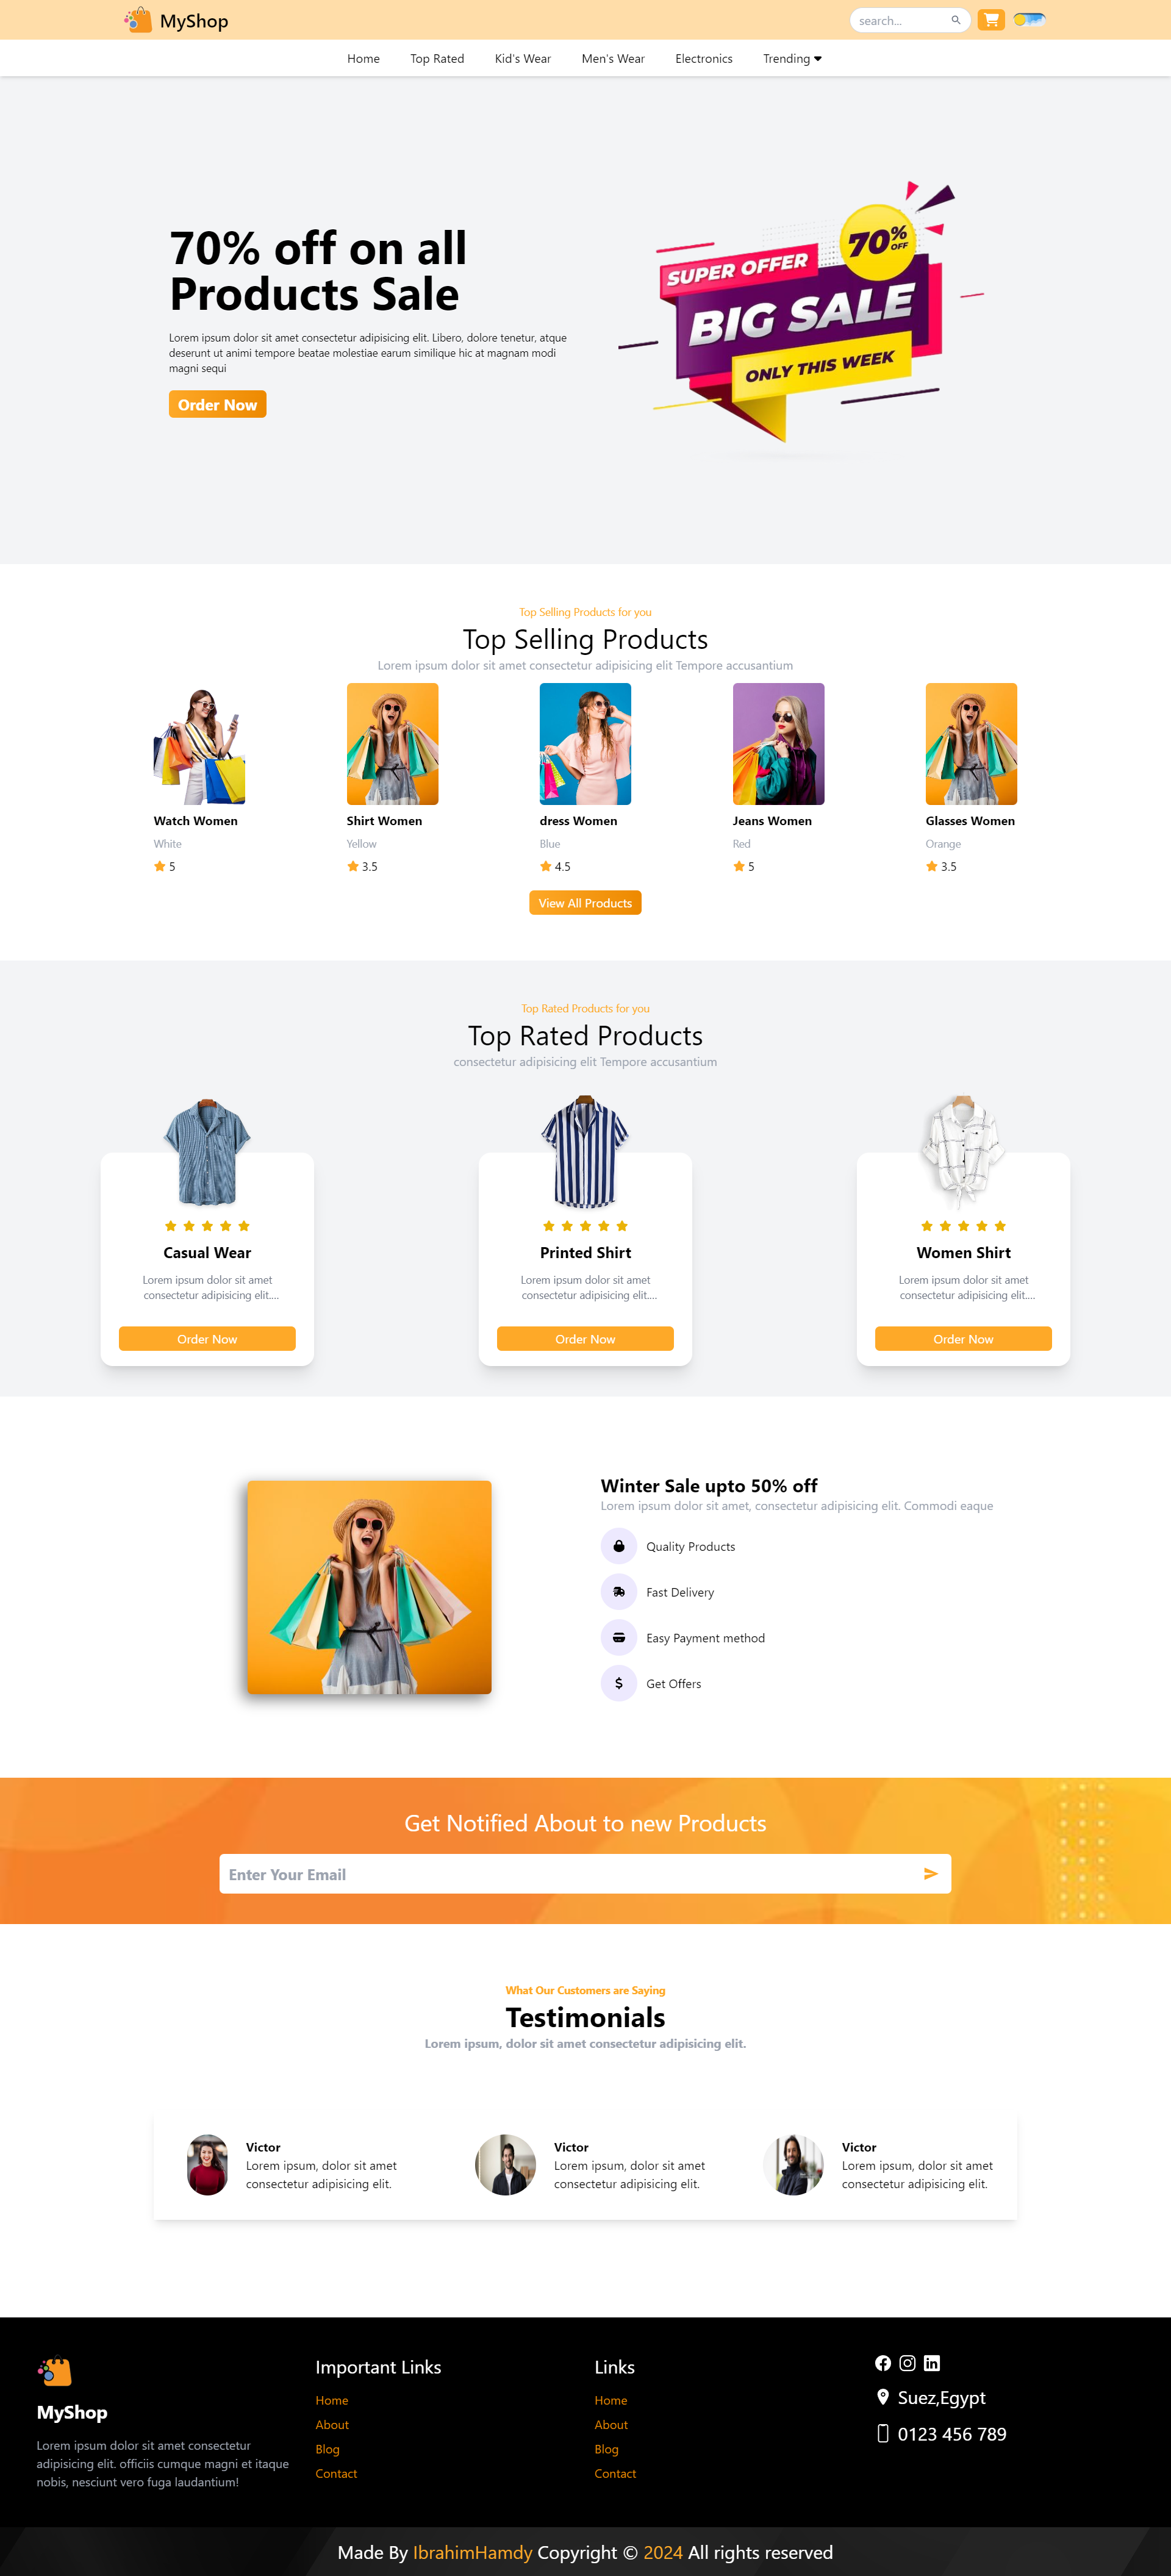 MyShop
search...
Home
Top Rated
Kid's Wear
Men's Wear
Electronics
Trending
70% off on all
Products Sale
Lorem ipsum dolor sit amet consectetur adipisicing elit. Libero, dolore tenetur, atque
deserunt ut animi tempore beatae molestiae earum similique hic at magnam modi
magni sequi
Order Now
70%
OFF
SUPER OFFER
BIG SALE
ONLY THIS WEEK
Top Selling Products for you
Top Selling Products
Lorem ipsum dolor sit amet consectetur adipisicing elit Tempore accusantium
Watch Women
White
5
Shirt Women
Yellow
3.5
dress Women
Blue
4.5
Jeans Women
Red
5
Glasses Women
Orange
3.5
View All Products
Top Rated Products for you
Top Rated Products
consectetur adipisicing elit Tempore accusantium
Casual Wear
Lorem ipsum dolor sit amet
consectetur adipisicing elit....
Order Now
Printed Shirt
Lorem ipsum dolor sit amet
consectetur adipisicing elit....
Order Now
Women Shirt
Lorem ipsum dolor sit amet
consectetur adipisicing elit....
Order Now
Winter Sale upto 50% off
Lorem ipsum dolor sit amet, consectetur adipisicing elit. Commodi eaque
Quality Products
Fast Delivery
Easy Payment method
Get Offers
Get Notified About to new Products
Enter Your Email
What Our Customers are Saying
Testimonials
Lorem ipsum, dolor sit amet consectetur adipisicing elit.
Victor
Lorem ipsum, dolor sit amet
consectetur adipisicing elit.
Victor
Lorem ipsum, dolor sit amet
consectetur adipisicing elit.
Victor
Lorem ipsum, dolor sit amet
consectetur adipisicing elit.
MyShop
Lorem ipsum dolor sit amet consectetur
adipisicing elit. officiis cumque magni et itaque
nobis, nesciunt vero fuga laudantium!
Important Links
Home
About
Blog
Contact
Links
Home
About
Blog
Contact
Suez,Egypt
0123 456 789
Made By IbrahimHamdy Copyright © 2024 All rights reserved